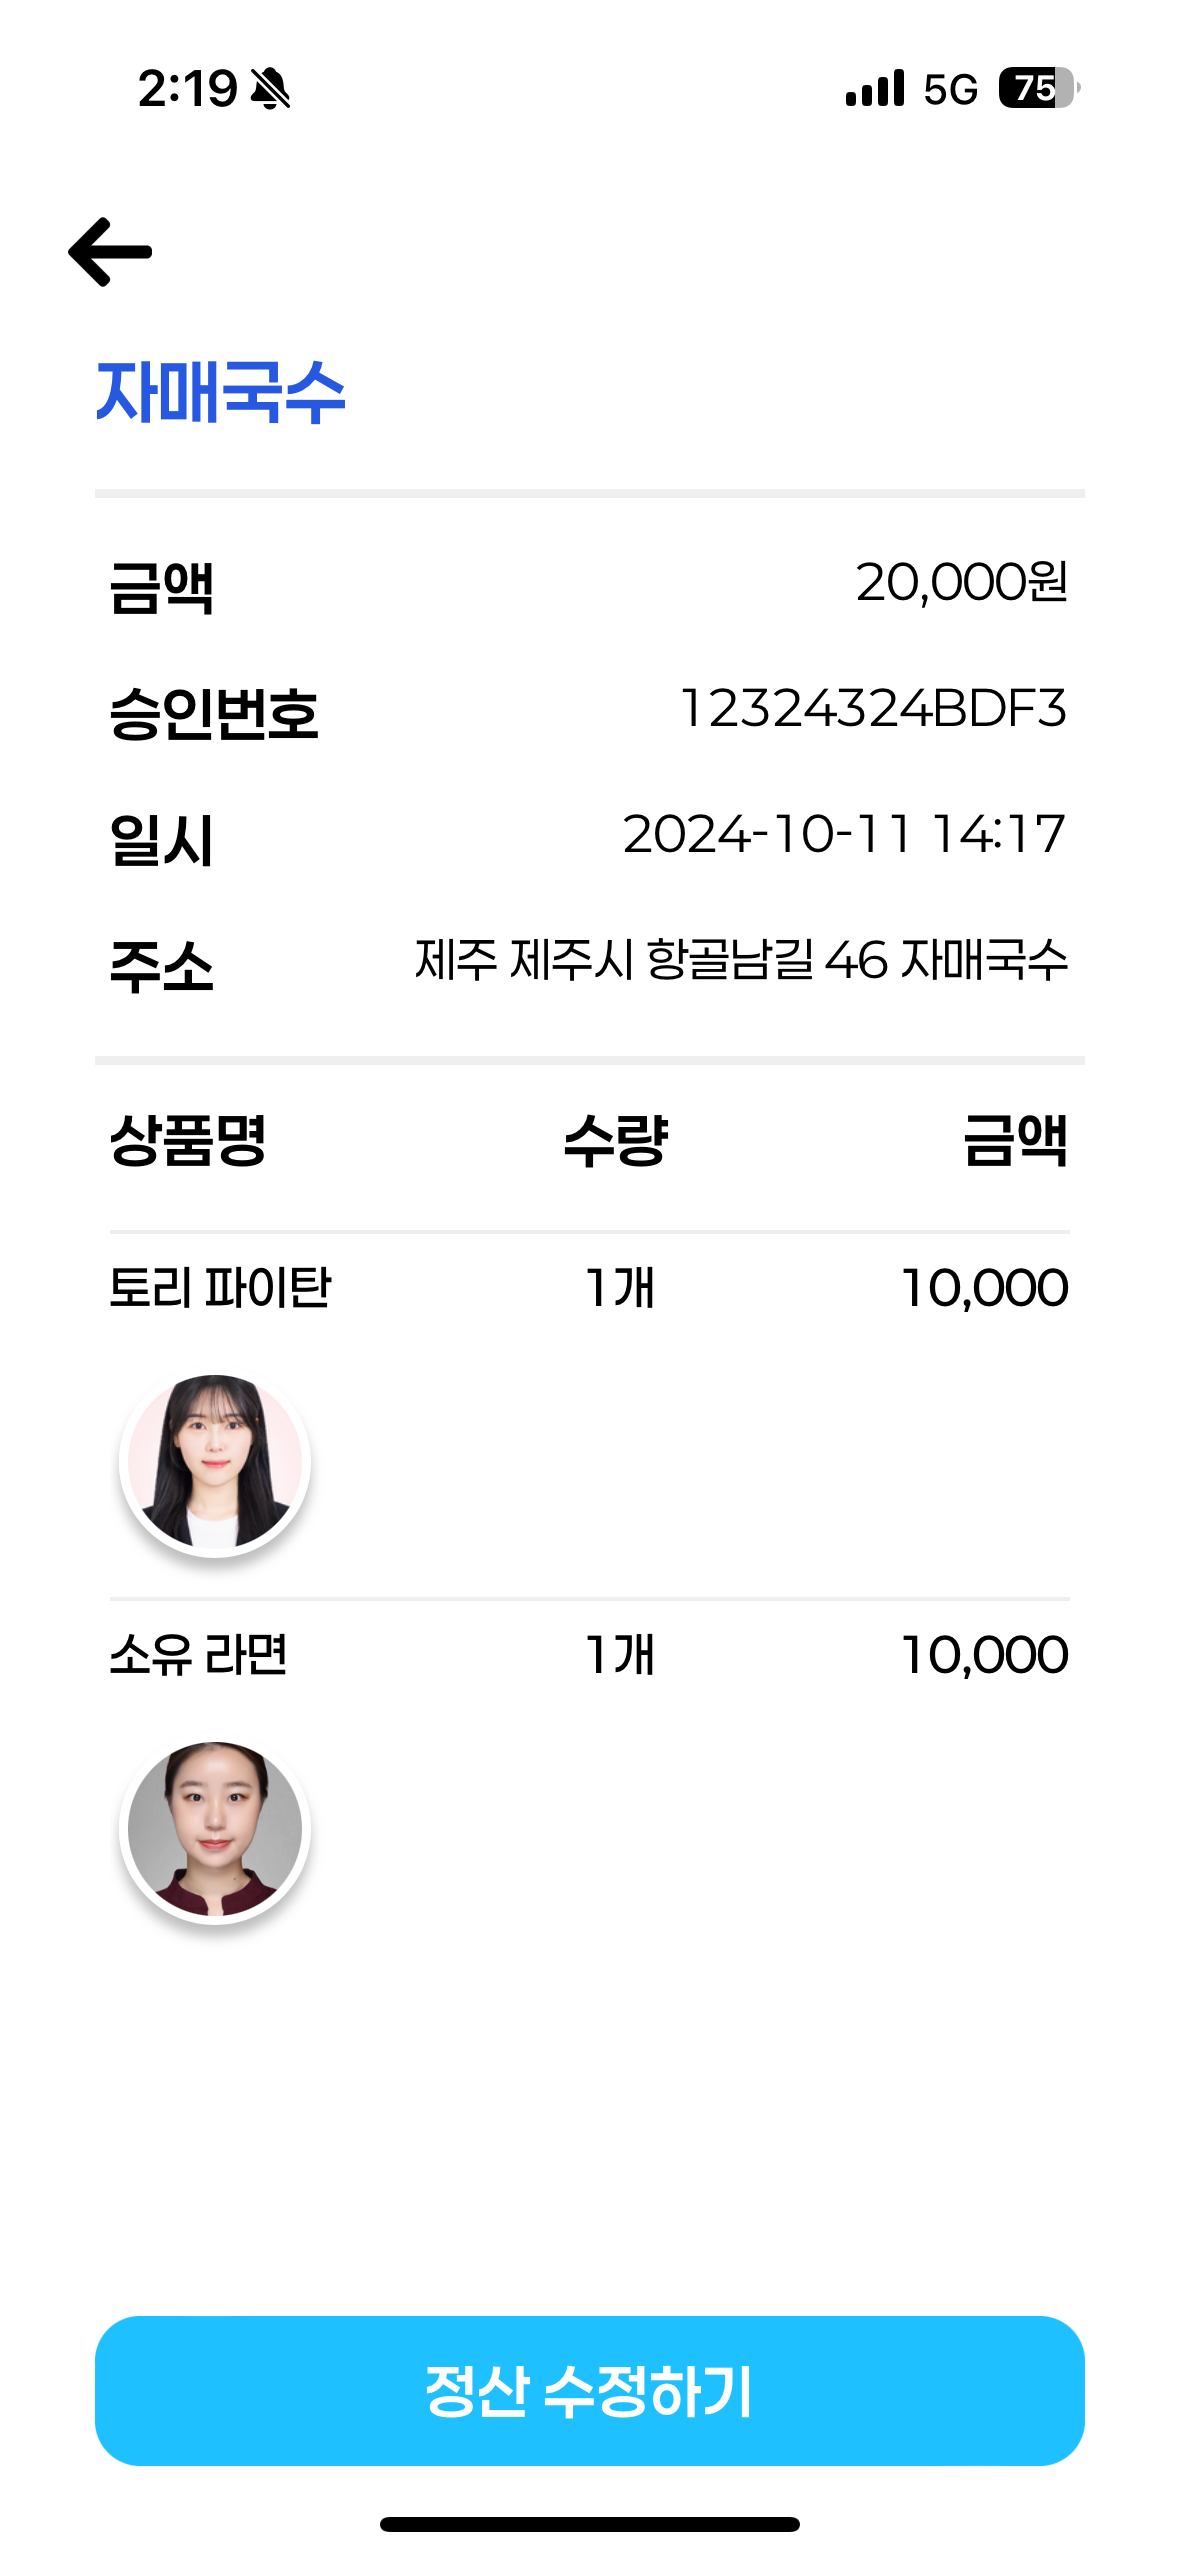 2:19
5G
75
자매국수
금액 20,000원
승인번호 12324324BDF3
일시 2024-10-11 14:17
주소 제주 제주시 항골남길 46 자매국수
상품명 수량 금액
토리 파이탄 1개 10,000
소유 라면 1개 10,000
정산 수정하기